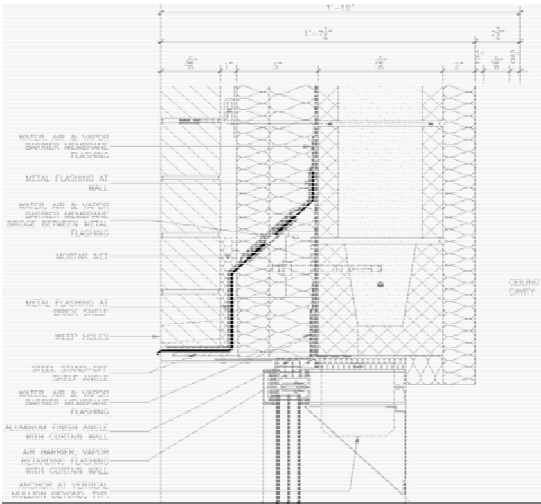 1'-10"
WATER, AIR & VAPOR
BARRIER MEMBRANE
FLASHING
METAL FLASHING AT
WALL
WATER, AIR & VAPOR
BARRIER MEMBRANE
BRIDGE BETWEEN METAL
FLASHING
MORTAR NET
CEILING
CAVITY
METAL FLASHING AT
BRICK SHELF
WEEP HOLES
STEEL STAND-OFF
SHELF ANGLE
WATER, AIR & VAPOR
BARRIER MEMBRANE
FLASHING
ALUMINUM FINISH ANGLE
WITH CURTAIN WALL
AIR BARRIER, VAPOR
RETARDING FLASHING
WITH CURTAIN WALL
ANCHOR AT VERTICAL
MULLION BEYOND, TYP.